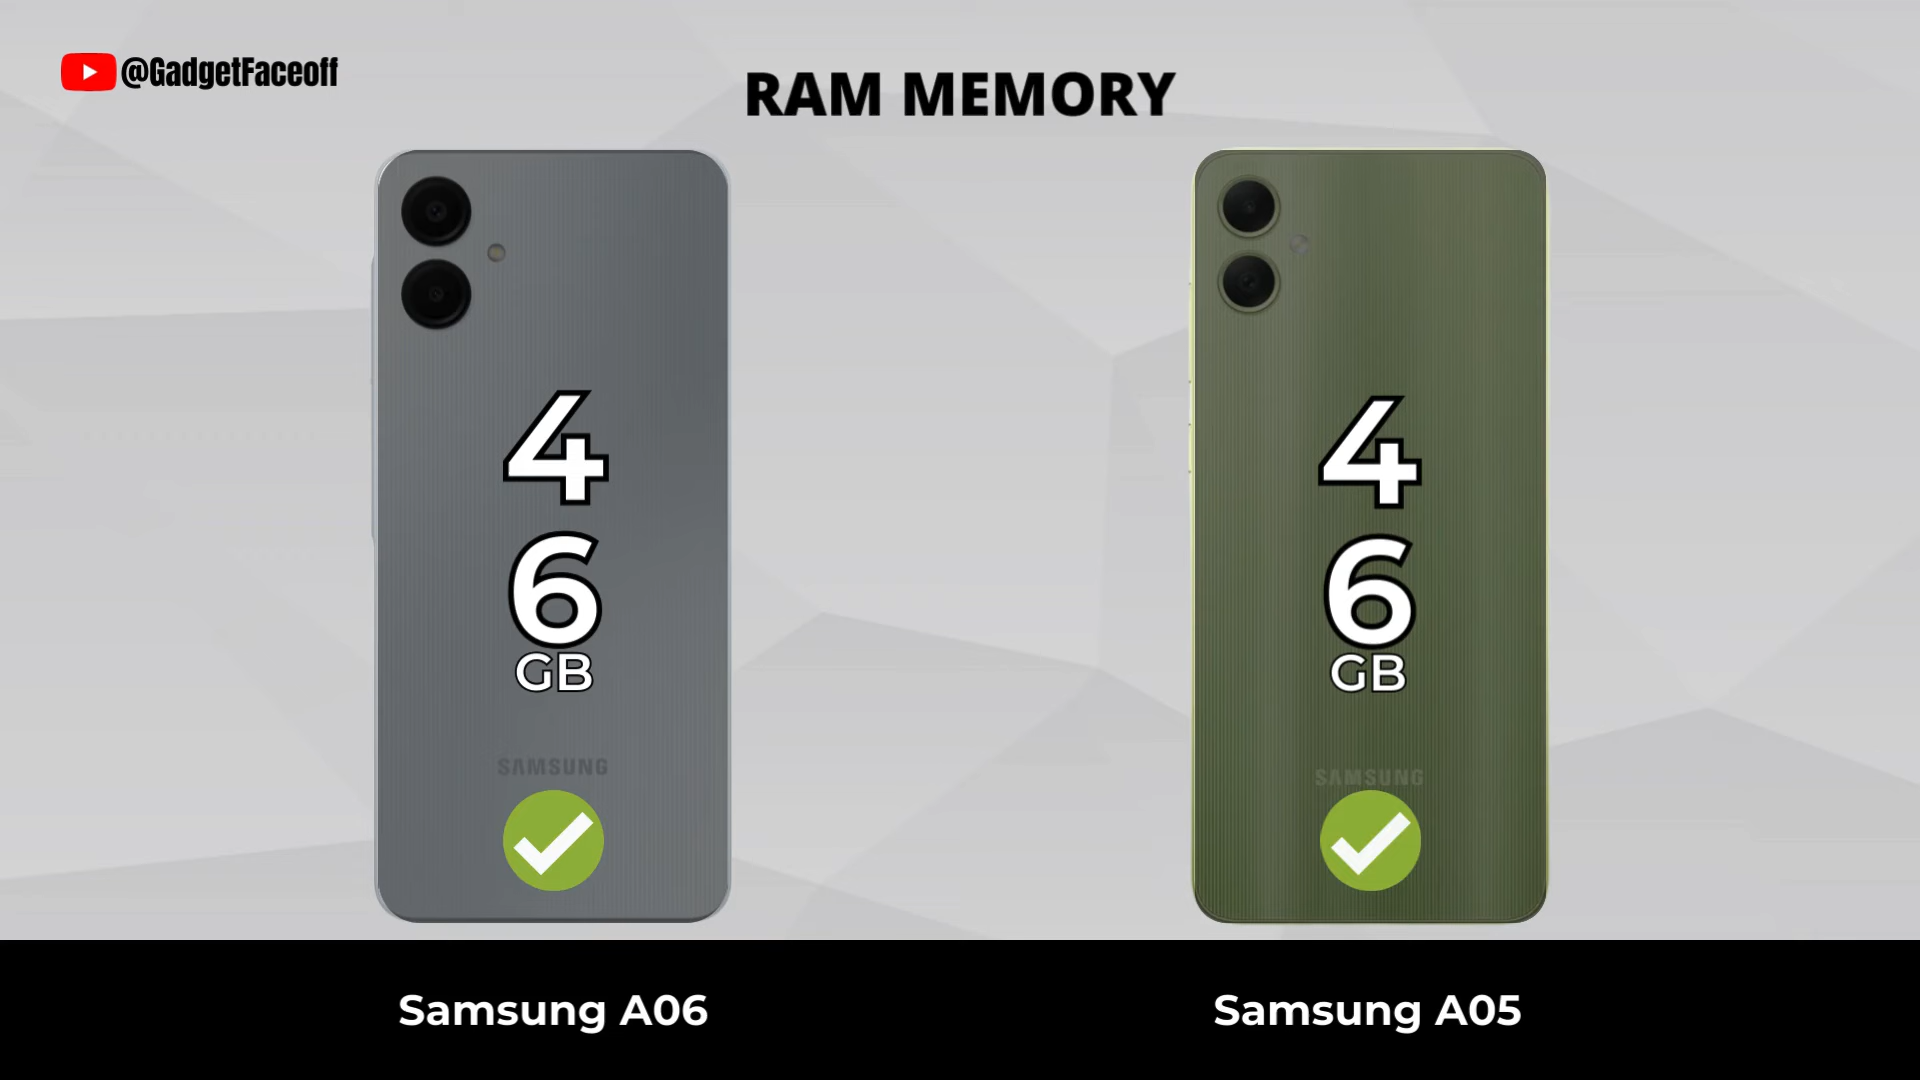 @GadgetFaceoff
RAM MEMORY
4
6
GB
SAMSUNG
4
6
GB
SAMSUNG
Samsung A06
Samsung A05